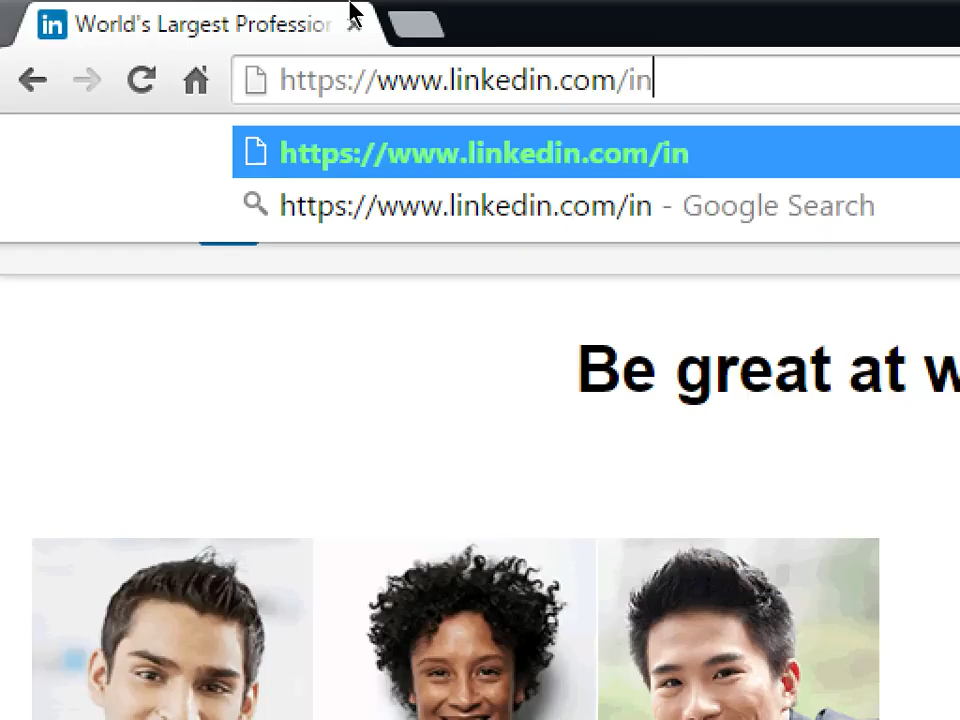 in World's Largest Profession
https://www.linkedin.com/in
https://www.linkedin.com/in
https://www.linkedin.com/in - Google Search
Be great at w